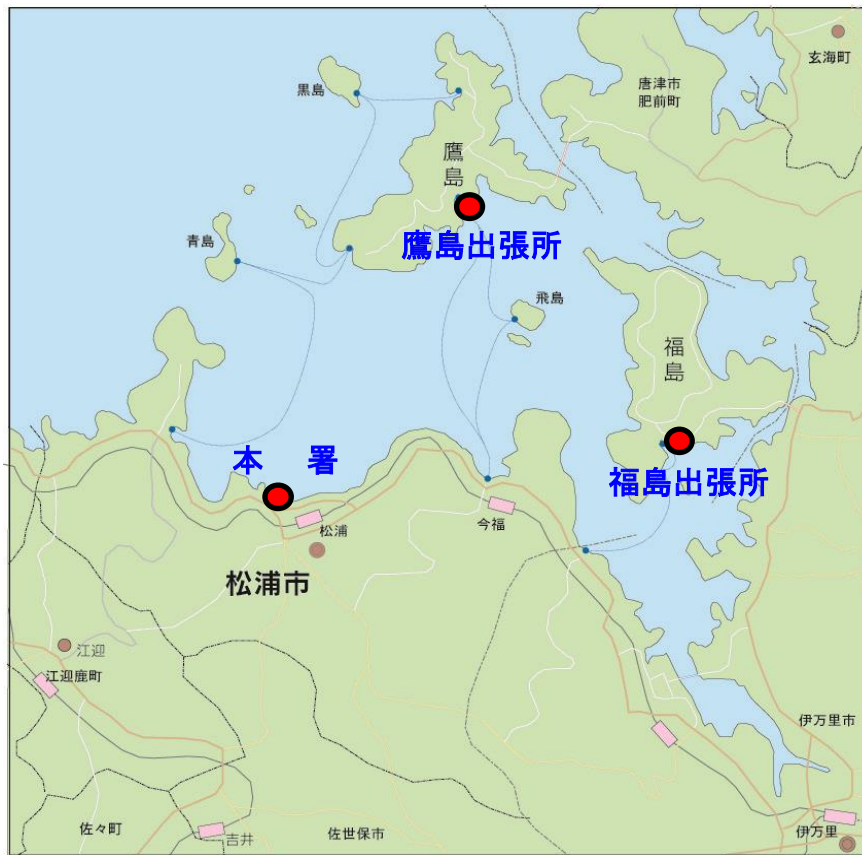 玄海町
唐津市
肥前町
黒島
鷹島
青島
鷹島出張所
飛島
福島
本 署
福島出張所
松浦
今福
松浦市
江迎
江迎鹿町
伊万里市
佐々町
吉井
佐世保市
伊万里